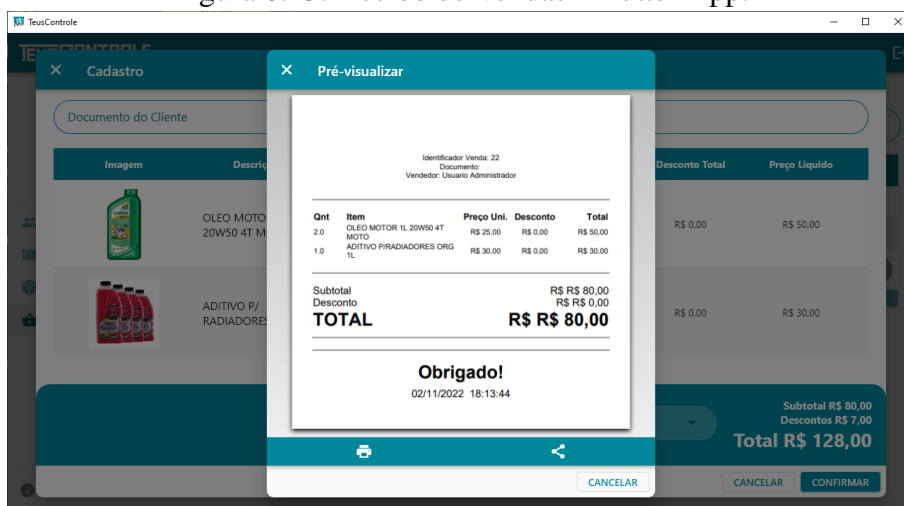 TeusControle
Cadastro
Pré-visualizar
Documento do Cliente
Imagem
Desconto Total
Preço Liquído
OLEO MOTO
20W50 4T M
R$ 0,00
R$ 50,00
ADITIVO P/
RADIADORES
R$ 0,00
R$ 30,00
Identificador Venda: 22
Documento:
Vendedor: Usuario Administrador
Qnt Item Preço Uni. Desconto Total
2.0 OLEO MOTOR 1L 20W50 4T MOTO R$ 25,00 R$ 0,00 R$ 50,00
1.0 ADITIVO P/RADIADORES ORG 1L R$ 30,00 R$ 0,00 R$ 30,00
Subtotal R$ R$ 80,00
Desconto R$ R$ 0,00
TOTAL R$ R$ 80,00
Obrigado!
02/11/2022 18:13:44
CANCELAR
Subtotal R$ 80,00
Descontos R$ 7,00
Total R$ 128,00
CANCELAR CONFIRMAR